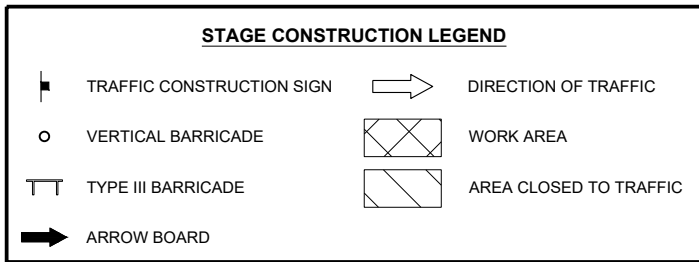 STAGE CONSTRUCTION LEGEND
TRAFFIC CONSTRUCTION SIGN
DIRECTION OF TRAFFIC
VERTICAL BARRICADE
WORK AREA
TYPE III BARRICADE
AREA CLOSED TO TRAFFIC
ARROW BOARD